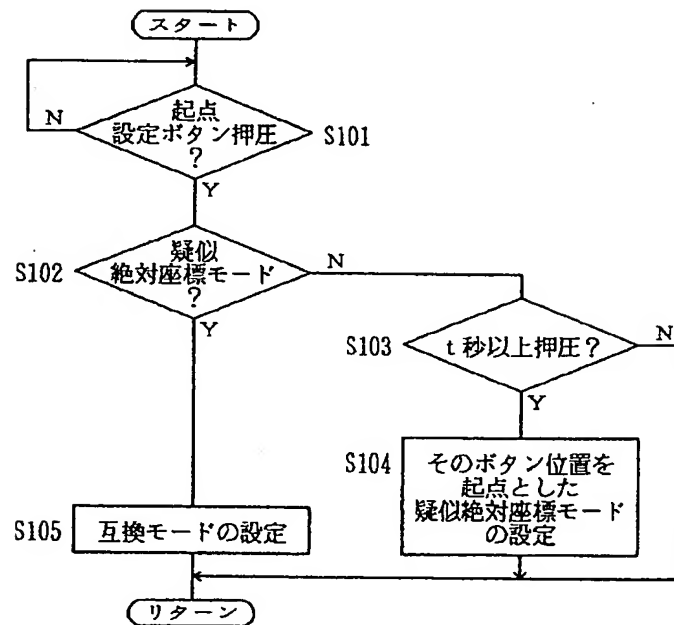 スタート
N
起点
設定ボタン押圧
?
S101
Y
S102
疑似
絶対座標モード
?
N
Y
S103
t秒以上押圧?
N
Y
S104
そのボタン位置を
起点とした
疑似絶対座標モード
の設定
S105
互換モードの設定
リターン